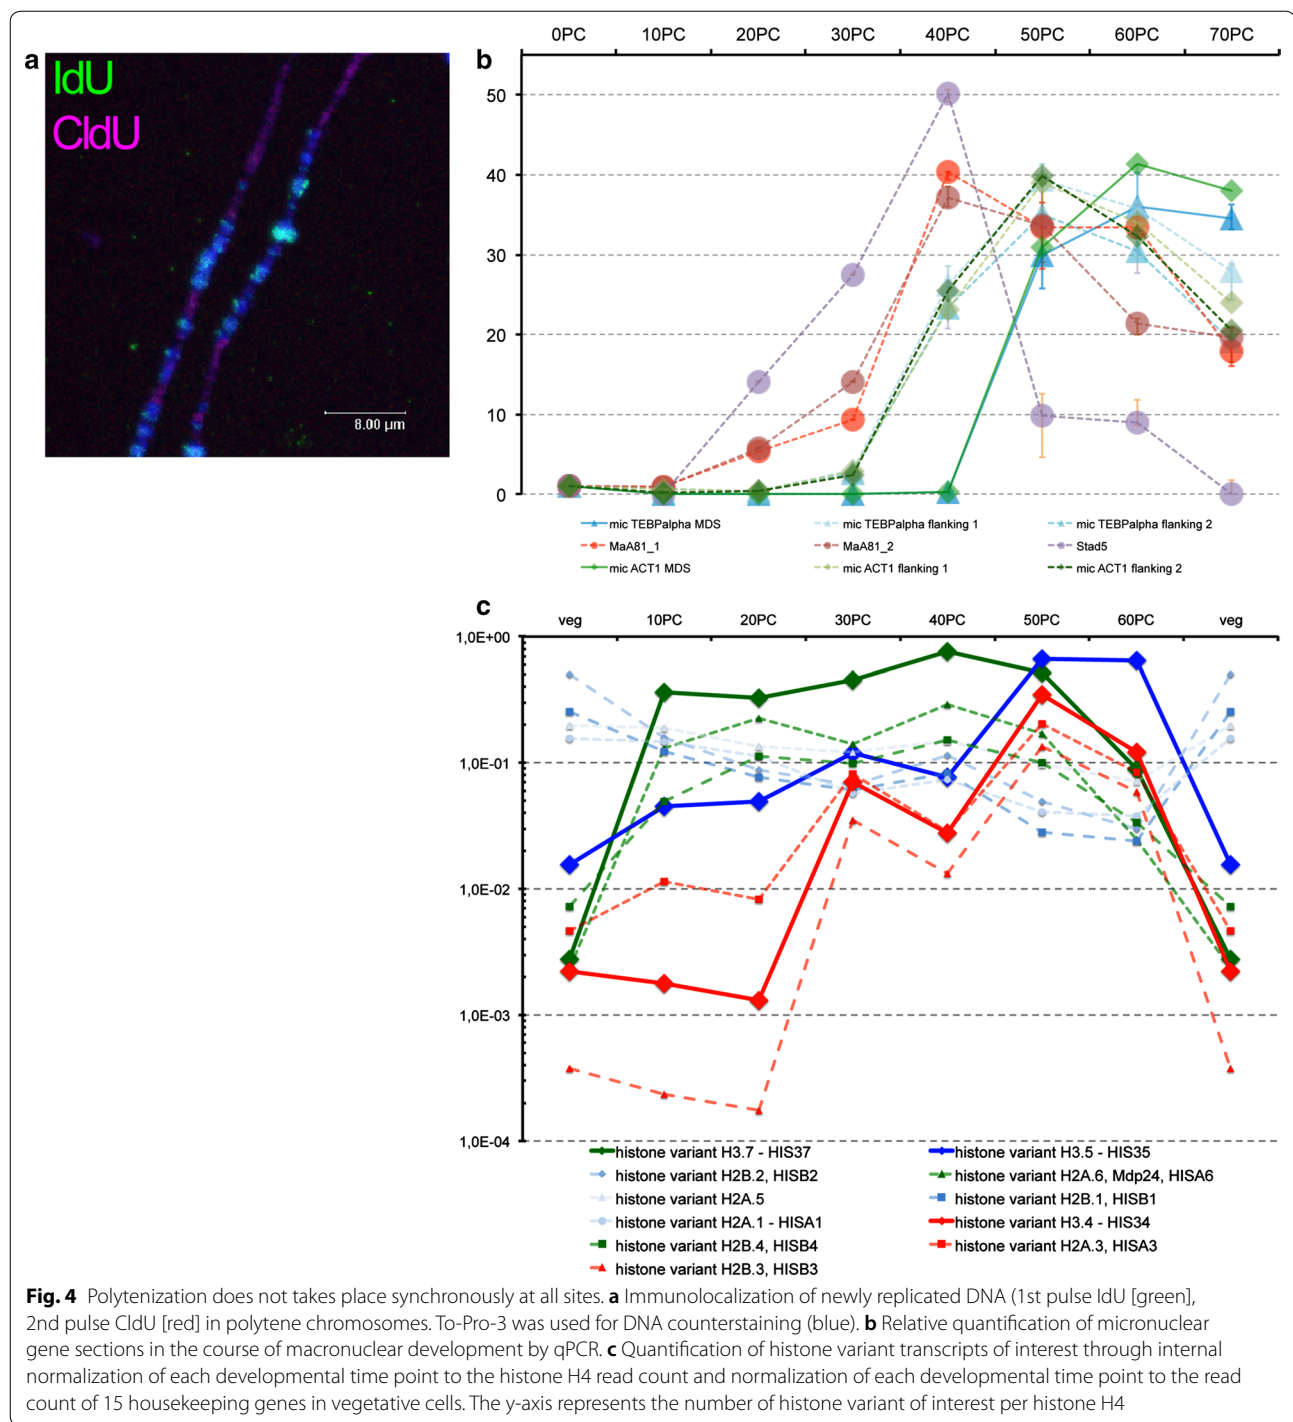 a
IdU
CldU
8.00 µm
b
0PC 10PC 20PC 30PC 40PC 50PC 60PC 70PC
50
40
30
20
10
0
mic TEBPalpha MDS mic TEBPalpha flanking 1 mic TEBPalpha flanking 2
MaA81_1 MaA81_2 Stad5
mic ACT1 MDS mic ACT1 flanking 1 mic ACT1 flanking 2
c
veg 10PC 20PC 30PC 40PC 50PC 60PC veg
1,0E+00
1,0E-01
1,0E-02
1,0E-03
1,0E-04
histone variant H3.7 - HIS37 histone variant H3.5 - HIS35
histone variant H2B.2, HISB2 histone variant H2A.6, Mdp24, HISA6
histone variant H2A.5 histone variant H2B.1, HISB1
histone variant H2A.1 - HISA1 histone variant H3.4 - HIS34
histone variant H2B.4, HISB4 histone variant H2A.3, HISA3
histone variant H2B.3, HISB3
Fig. 4 Polytenization does not takes place synchronously at all sites. a Immunolocalization of newly replicated DNA (1st pulse IdU [green],
2nd pulse CldU [red] in polytene chromosomes. To-Pro-3 was used for DNA counterstaining (blue). b Relative quantification of micronuclear
gene sections in the course of macronuclear development by qPCR. c Quantification of histone variant transcripts of interest through internal
normalization of each developmental time point to the histone H4 read count and normalization of each developmental time point to the read
count of 15 housekeeping genes in vegetative cells. The y-axis represents the number of histone variant of interest per histone H4